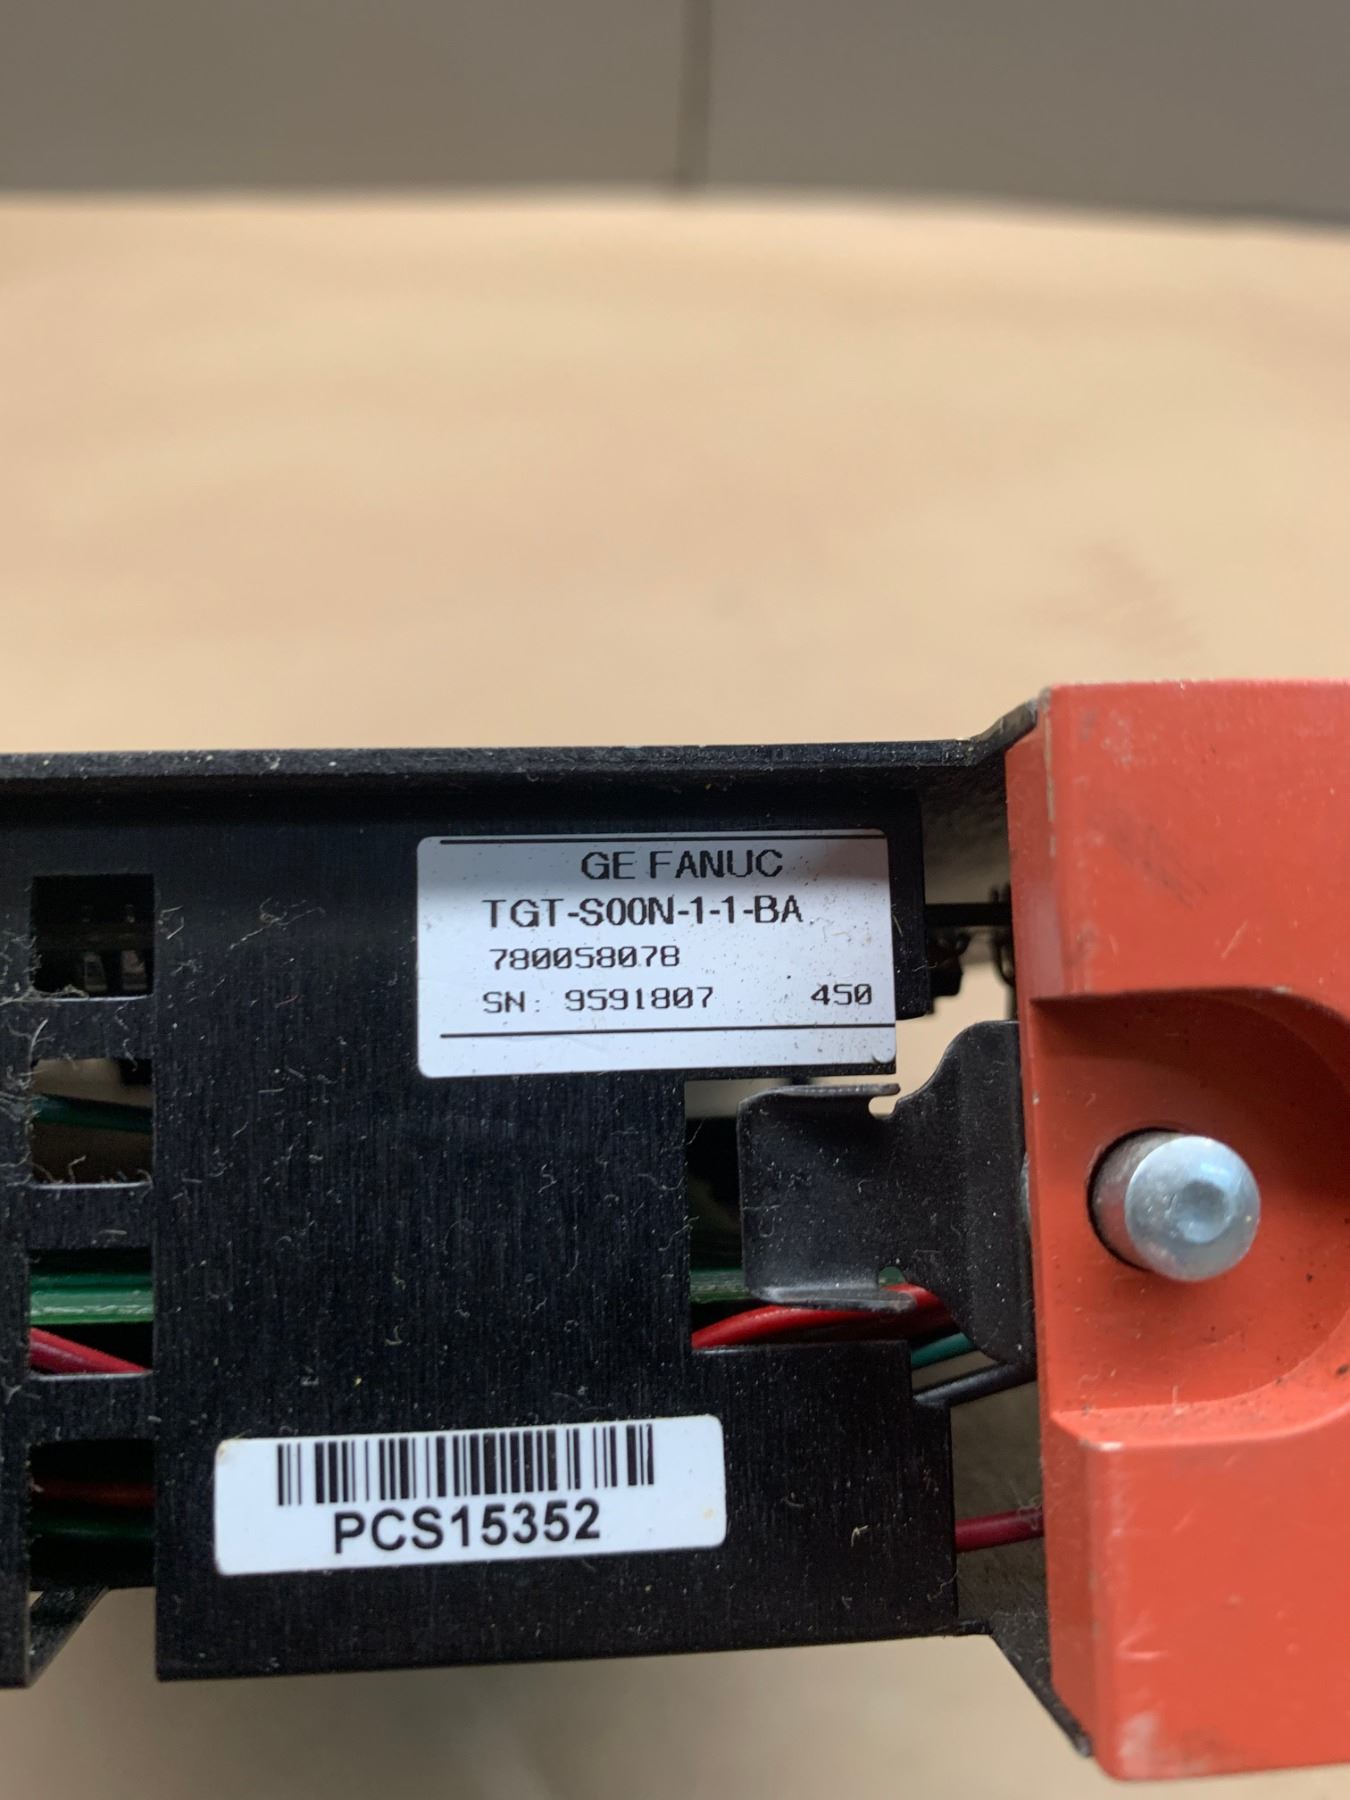 GE FANUC
TGT-S00N-1-1-BA
780058078
SN: 9591807 450
PCS15352